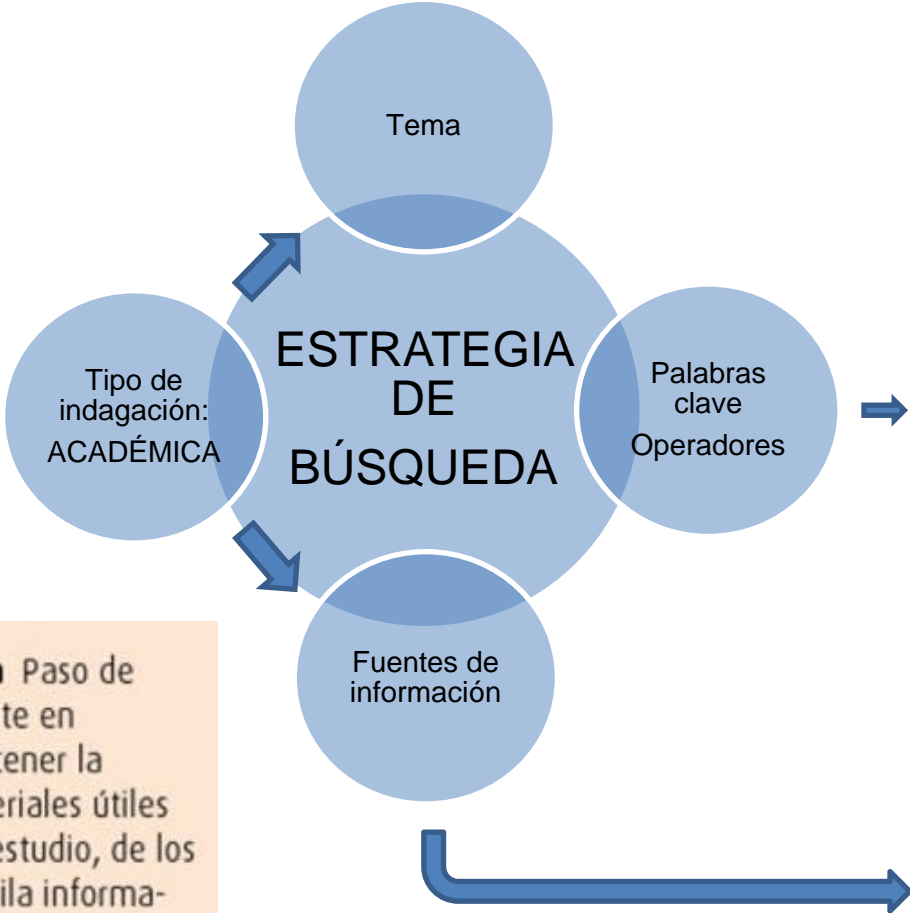 Tema
ESTRATEGIA
DE
BÚSQUEDA
Tipo de
indagación:
ACADÉMICA
Palabras
clave
Operadores
Fuentes de
información
Paso de
te en
ener la
eriales útiles
estudio, de los
ila informa-